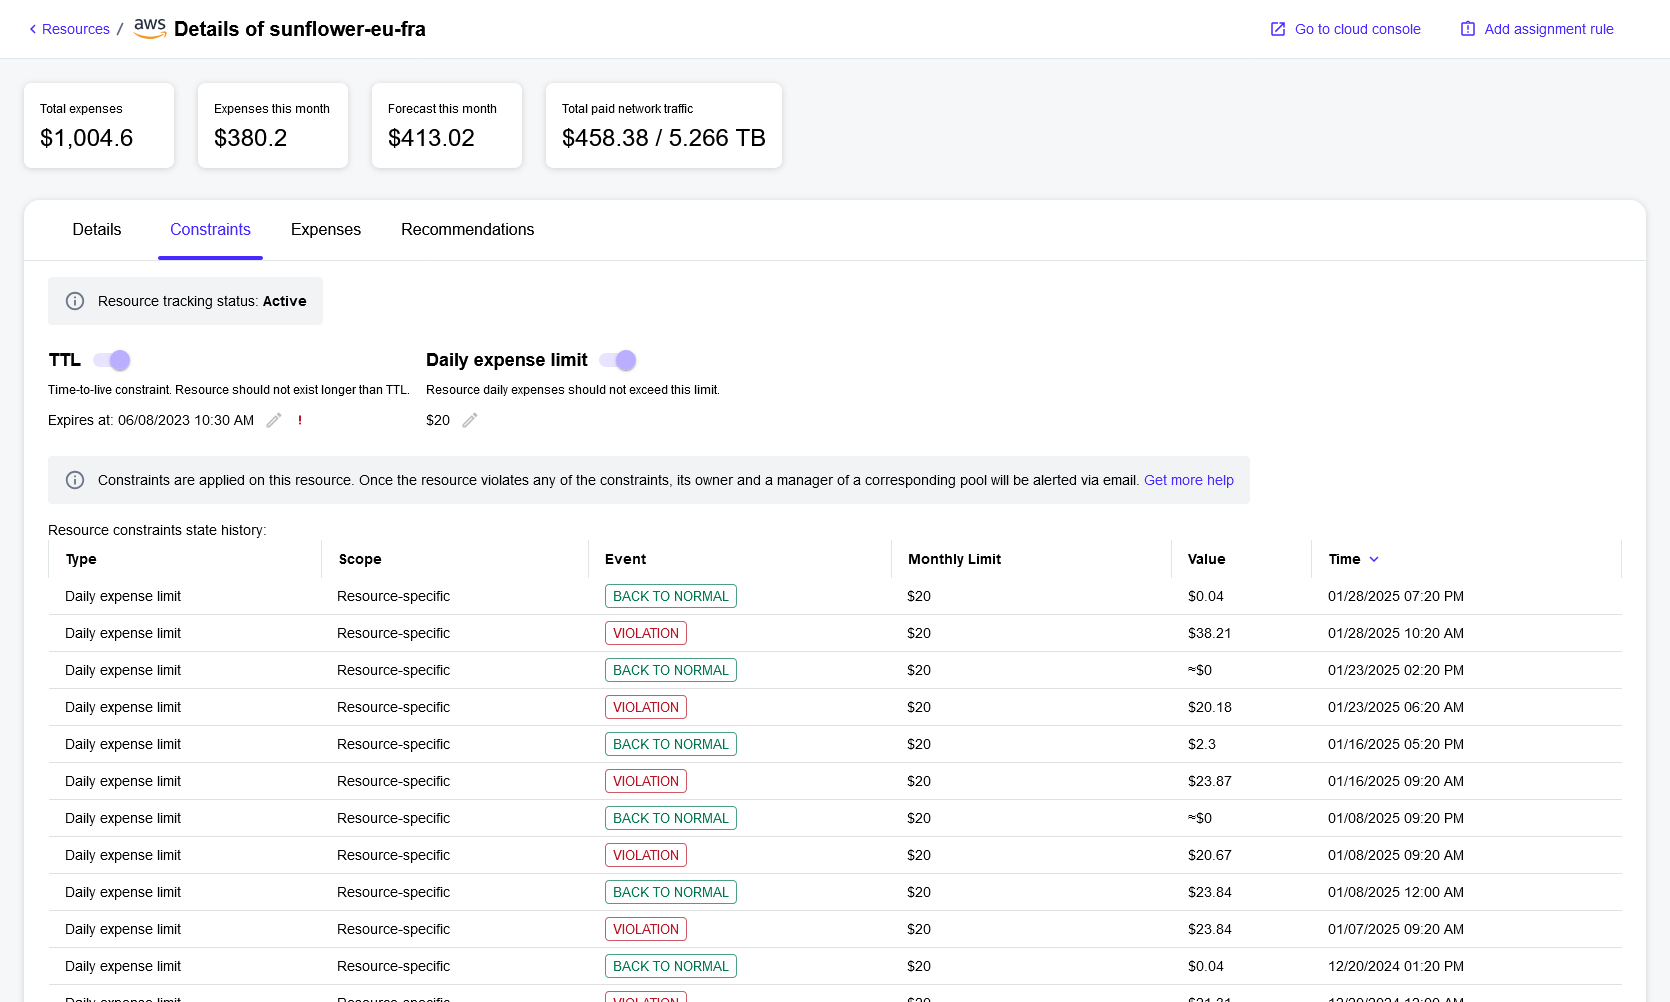 Resources / aws Details of sunflower-eu-fra
Go to cloud console
Add assignment rule
Total expenses
$1,004.6
Expenses this month
$380.2
Forecast this month
$413.02
Total paid network traffic
$458.38 / 5.266 TB
Details Constraints Expenses Recommendations
Resource tracking status: Active
TTL
Time-to-live constraint. Resource should not exist longer than TTL.
Expires at: 06/08/2023 10:30 AM !
Daily expense limit
Resource daily expenses should not exceed this limit.
$20
Constraints are applied on this resource. Once the resource violates any of the constraints, its owner and a manager of a corresponding pool will be alerted via email. Get more help
Resource constraints state history:
Type Scope Event Monthly Limit Value Time
Daily expense limit Resource-specific BACK TO NORMAL $20 $0.04 01/28/2025 07:20 PM
Daily expense limit Resource-specific VIOLATION $20 $38.21 01/28/2025 10:20 AM
Daily expense limit Resource-specific BACK TO NORMAL $20 ≈$0 01/23/2025 02:20 PM
Daily expense limit Resource-specific VIOLATION $20 $20.18 01/23/2025 06:20 AM
Daily expense limit Resource-specific BACK TO NORMAL $20 $2.3 01/16/2025 05:20 PM
Daily expense limit Resource-specific VIOLATION $20 $23.87 01/16/2025 09:20 AM
Daily expense limit Resource-specific BACK TO NORMAL $20 ≈$0 01/08/2025 09:20 PM
Daily expense limit Resource-specific VIOLATION $20 $20.67 01/08/2025 09:20 AM
Daily expense limit Resource-specific BACK TO NORMAL $20 $23.84 01/08/2025 12:00 AM
Daily expense limit Resource-specific VIOLATION $20 $23.84 01/07/2025 09:20 AM
Daily expense limit Resource-specific BACK TO NORMAL $20 $0.04 12/20/2024 01:20 PM
Daily expense limit Resource-specific VIOLATION $20